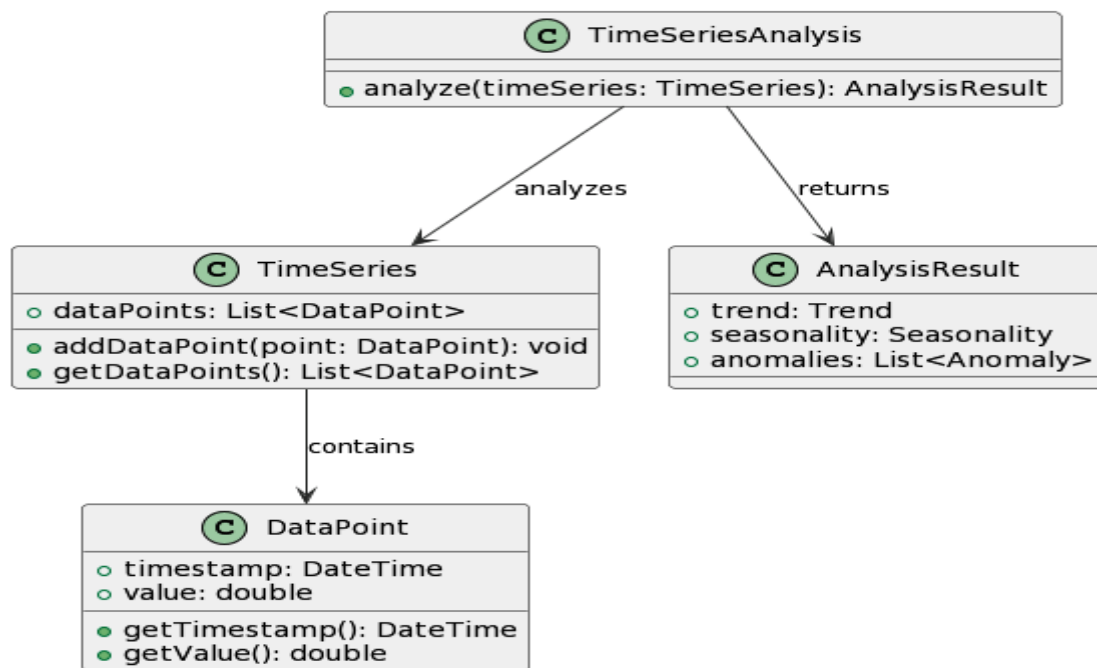 C TimeSeriesAnalysis
analyze(timeSeries: TimeSeries): AnalysisResult
analyzes
returns
C TimeSeries
dataPoints: List<DataPoint>
addDataPoint(point: DataPoint): void
getDataPoints(): List<DataPoint>
C AnalysisResult
trend: Trend
seasonality: Seasonality
anomalies: List<Anomaly>
contains
C DataPoint
timestamp: DateTime
value: double
getTimestamp(): DateTime
getValue(): double